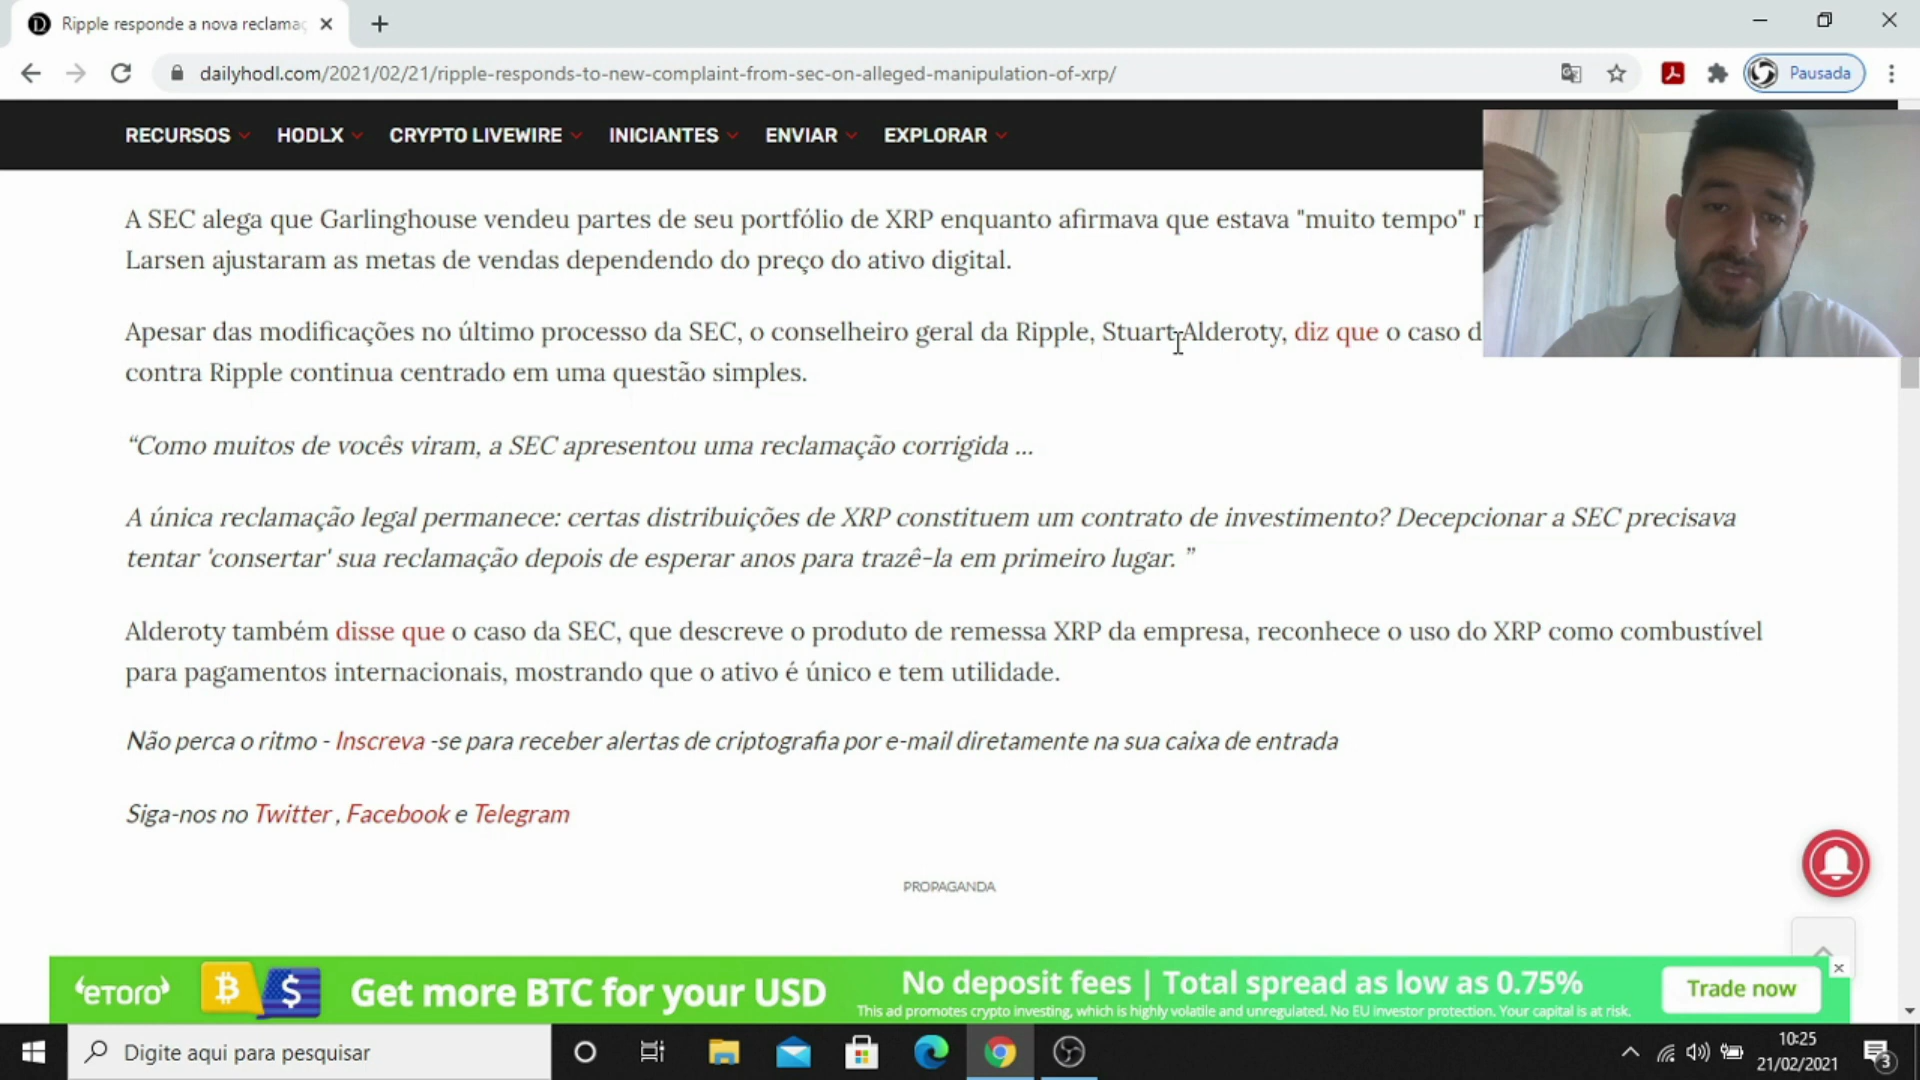 Ripple responde a nova reclamaç
dailyhodl.com/2021/02/21/ripple-responds-to-new-complaint-from-sec-on-alleged-manipulation-of-xrp/
Pausada
RECURSOS HODLX CRYPTO LIVEWIRE INICIANTES ENVIAR EXPLORAR
A SEC alega que Garlinghouse vendeu partes de seu portfólio de XRP enquanto afirmava que estava "muito tempo"
Larsen ajustaram as metas de vendas dependendo do preço do ativo digital.
Apesar das modificações no último processo da SEC, o conselheiro geral da Ripple, Stuart Alderoty, diz que o caso
contra Ripple continua centrado em uma questão simples.
“Como muitos de vocês viram, a SEC apresentou uma reclamação corrigida ...
A única reclamação legal permanece: certas distribuições de XRP constituem um contrato de investimento? Decepcionar a SEC precisava
tentar 'consertar' sua reclamação depois de esperar anos para trazê-la em primeiro lugar. ”
Alderoty também disse que o caso da SEC, que descreve o produto de remessa XRP da empresa, reconhece o uso do XRP como combustível
para pagamentos internacionais, mostrando que o ativo é único e tem utilidade.
Não perca o ritmo - Inscreva -se para receber alertas de criptografia por e-mail diretamente na sua caixa de entrada
Siga-nos no Twitter , Facebook e Telegram
PROPAGANDA
eToro
Get more BTC for your USD
No deposit fees | Total spread as low as 0.75%
This ad promotes crypto investing, which is highly volatile and unregulated. No EU investor protection. Your capital is at risk.
Trade now
Digite aqui para pesquisar
10:25
21/02/2021
3